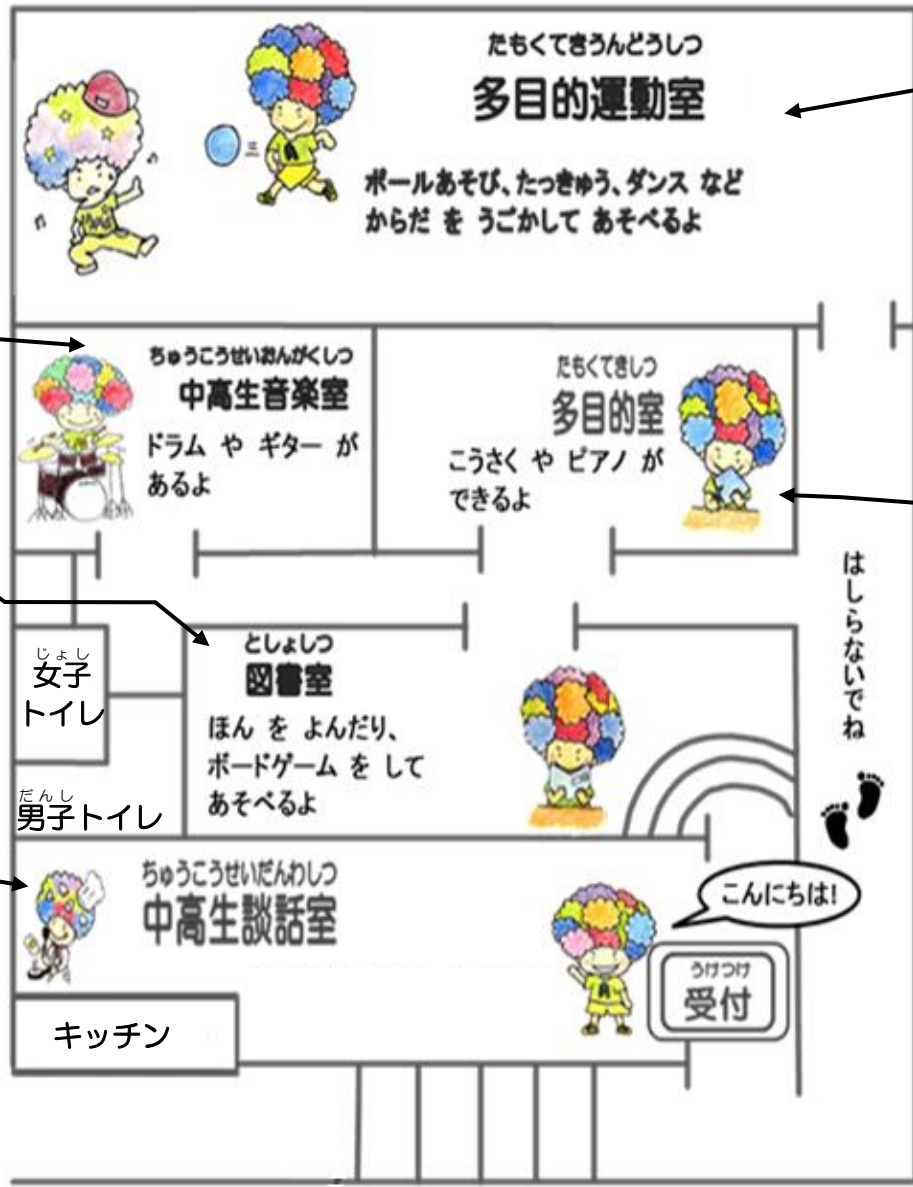 たもくてきうんどうしつ
多目的運動室
ボールあそび、たっきゅう、ダンス など
からだ を うごかして あそべるよ
ちゅうこうせいおんがくしつ
中高生音楽室
ドラム や ギター が
あるよ
たもくてきしつ
多目的室
こうさく や ピアノ が
できるよ
はしらないでね
じょし
女子
トイレ
だんし
男子トイレ
としょしつ
図書室
ほん を よんだり、
ボードゲーム を して
あそべるよ
ちゅうこうせいだんわしつ
中高生談話室
こんにちは!
うけつけ
受付
キッチン